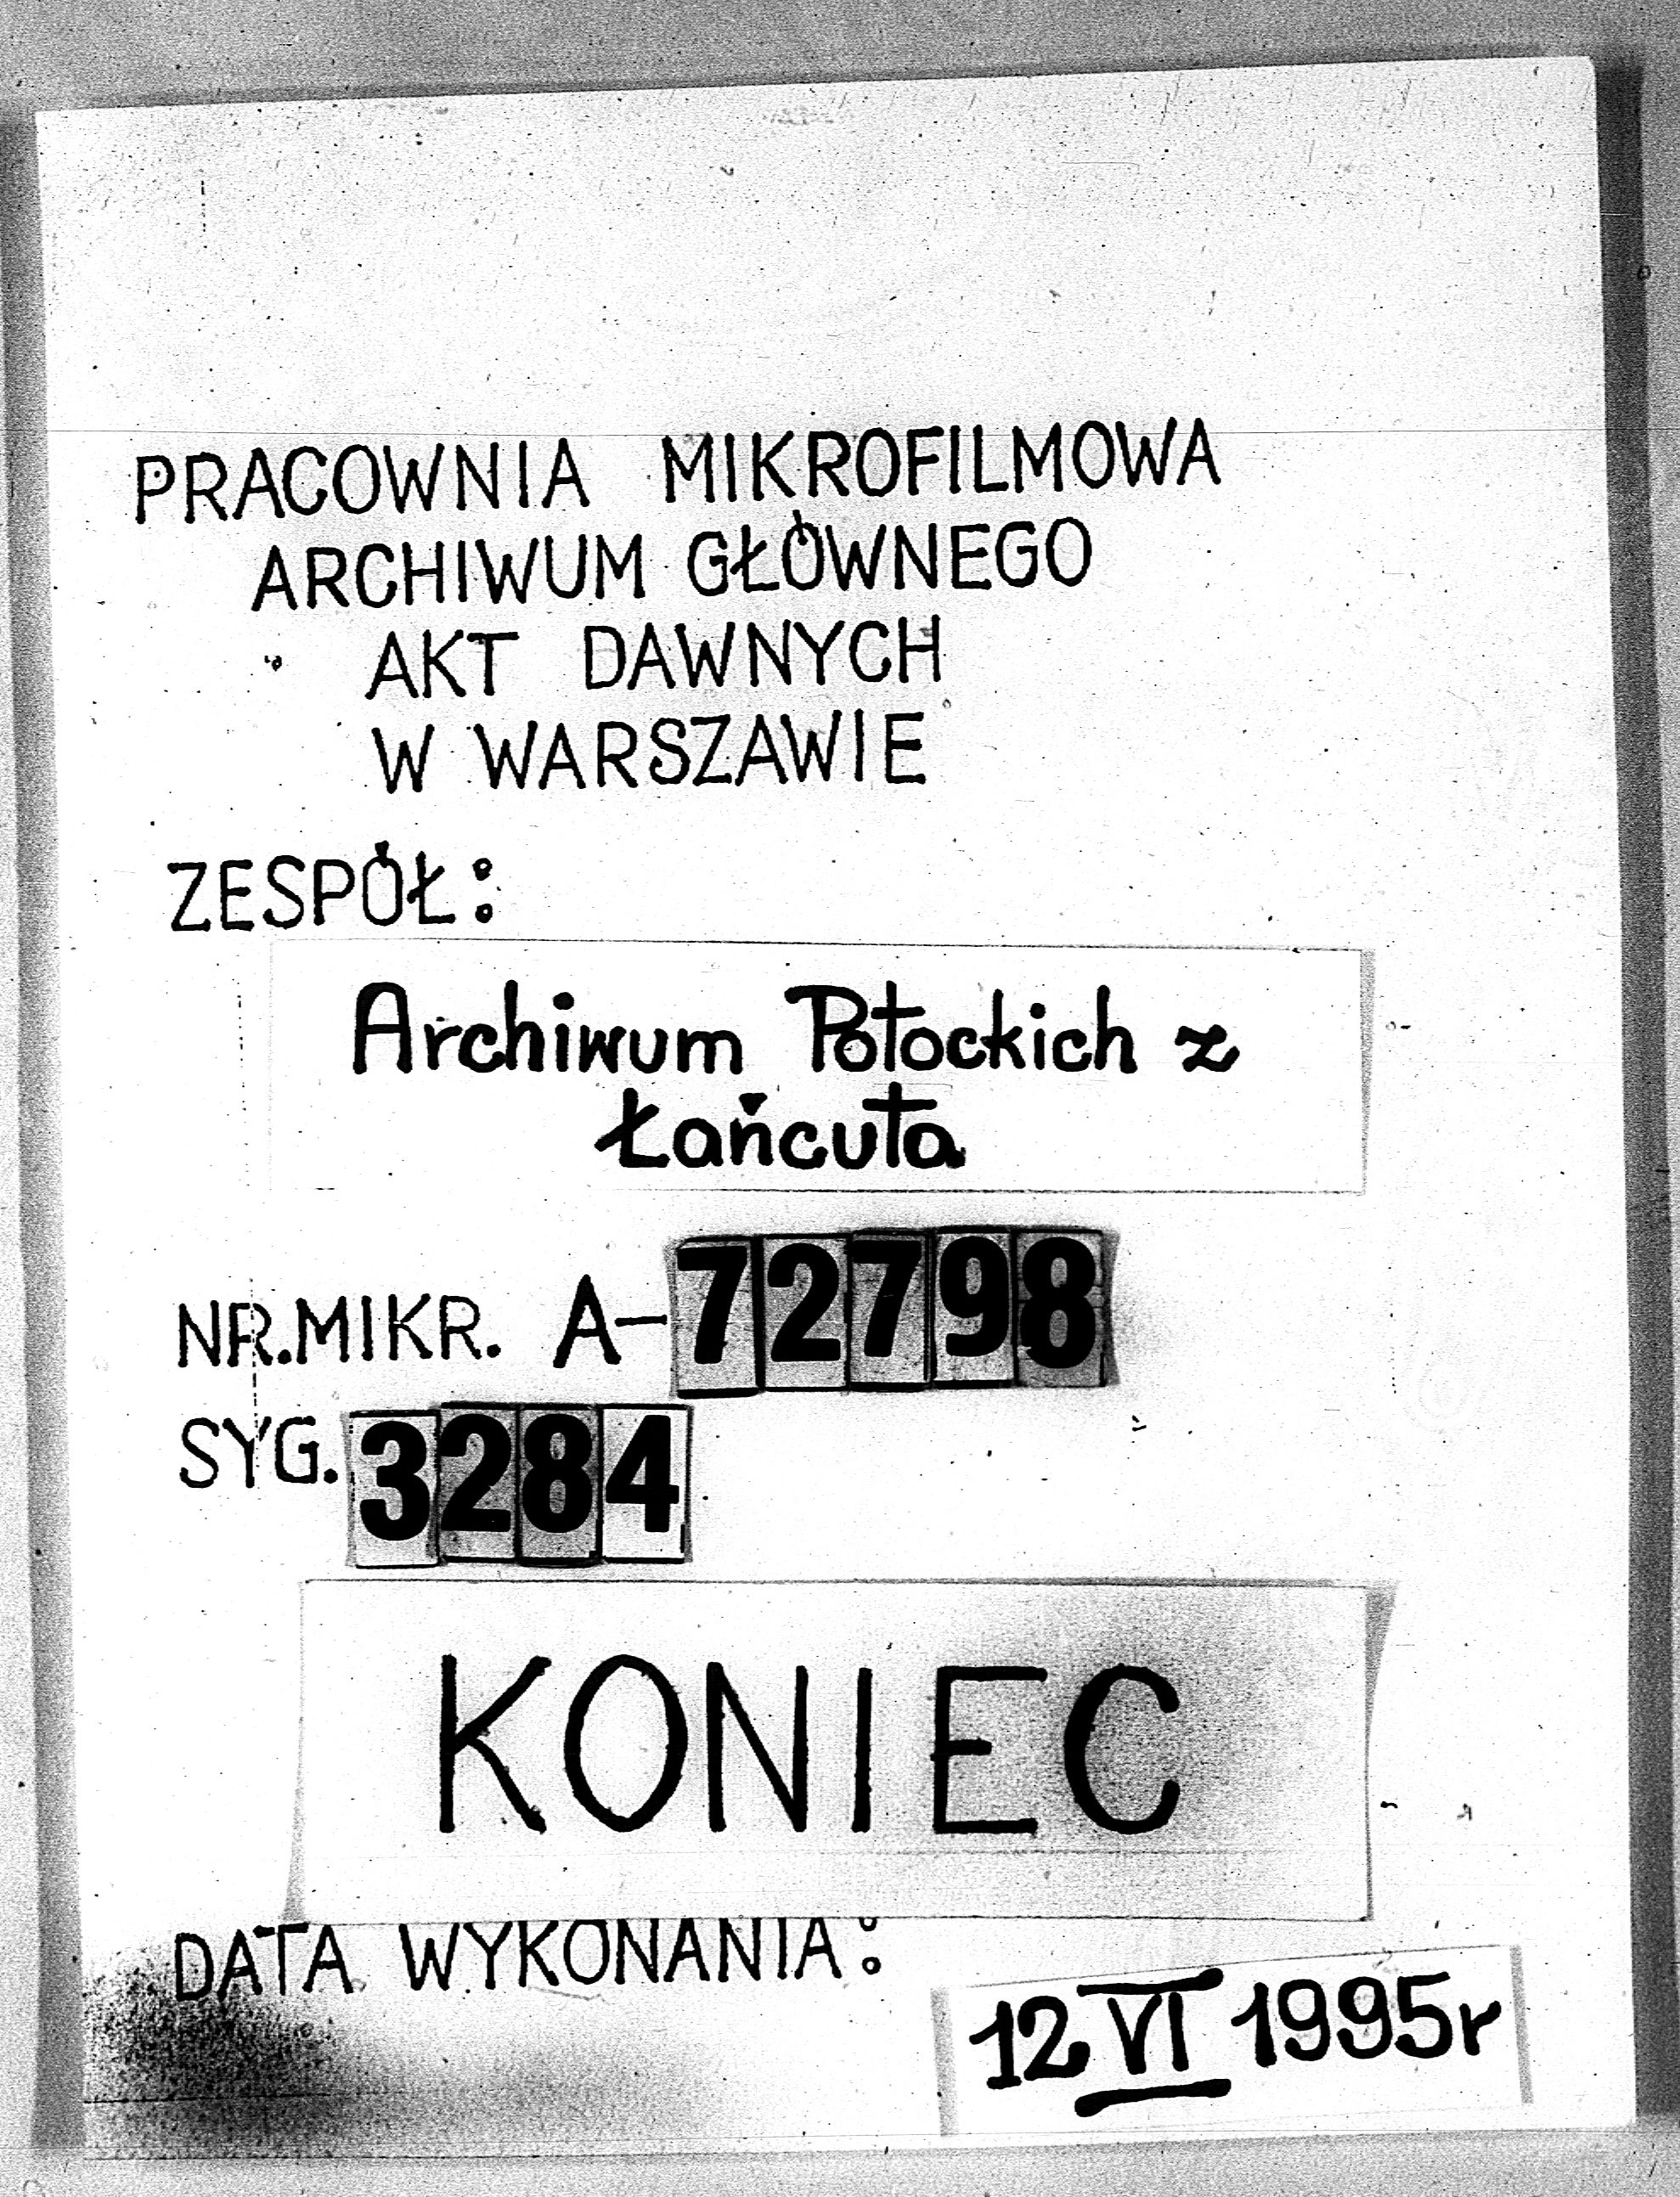 PRACOWNIA MIKROFILMOWA
ARCHIWUM GŁÓWNEGO
AKT DAWNYCH
W WARSZAWIE
ZESPÓŁ:
Archiwum Potockich z
Łańcuta
NR.MIKR. A-72798
SYG. 3284
KONIEC
DATA WYKONANIA:
12 VI 1995r